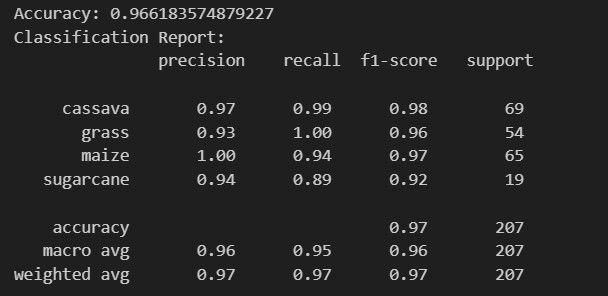 Accuracy: 0.966183574879227
Classification Report:
precision recall f1-score support
cassava 0.97 0.99 0.98 69
grass 0.93 1.00 0.96 54
maize 1.00 0.94 0.97 65
sugarcane 0.94 0.89 0.92 19
accuracy 0.97 207
macro avg 0.96 0.95 0.96 207
weighted avg 0.97 0.97 0.97 207